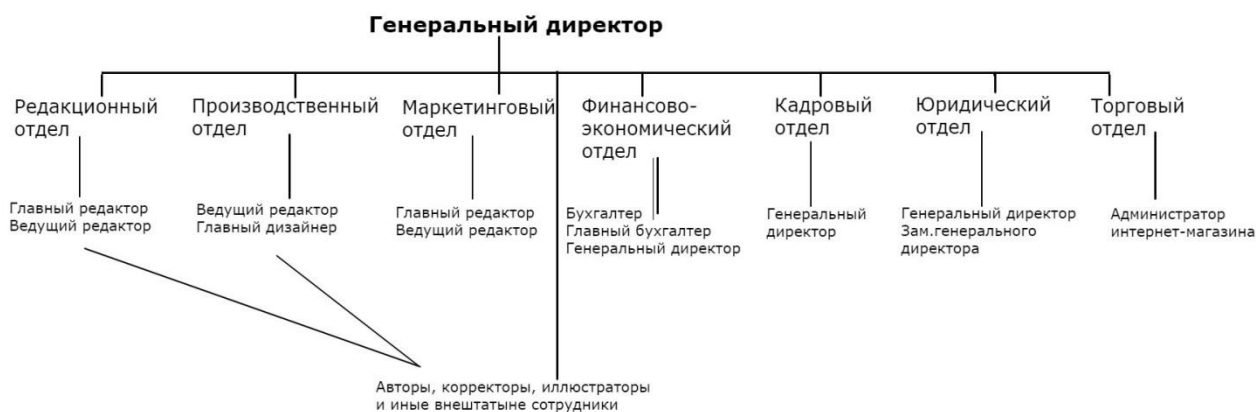 Генеральный директор
Редакционный
отдел
Производственный
отдел
Маркетинговый
отдел
Финансово-
экономический
отдел
Кадровый
отдел
Юридический
отдел
Торговый
отдел
Главный редактор
Ведущий редактор
Ведущий редактор
Главный дизайнер
Главный редактор
Ведущий редактор
Бухгалтер
Главный бухгалтер
Генеральный директор
Генеральный
директор
Генеральный директор
Зам.генерального
директора
Администратор
интернет-магазина
Авторы, корректоры, иллюстраторы
и иные внештатыне сотрудники